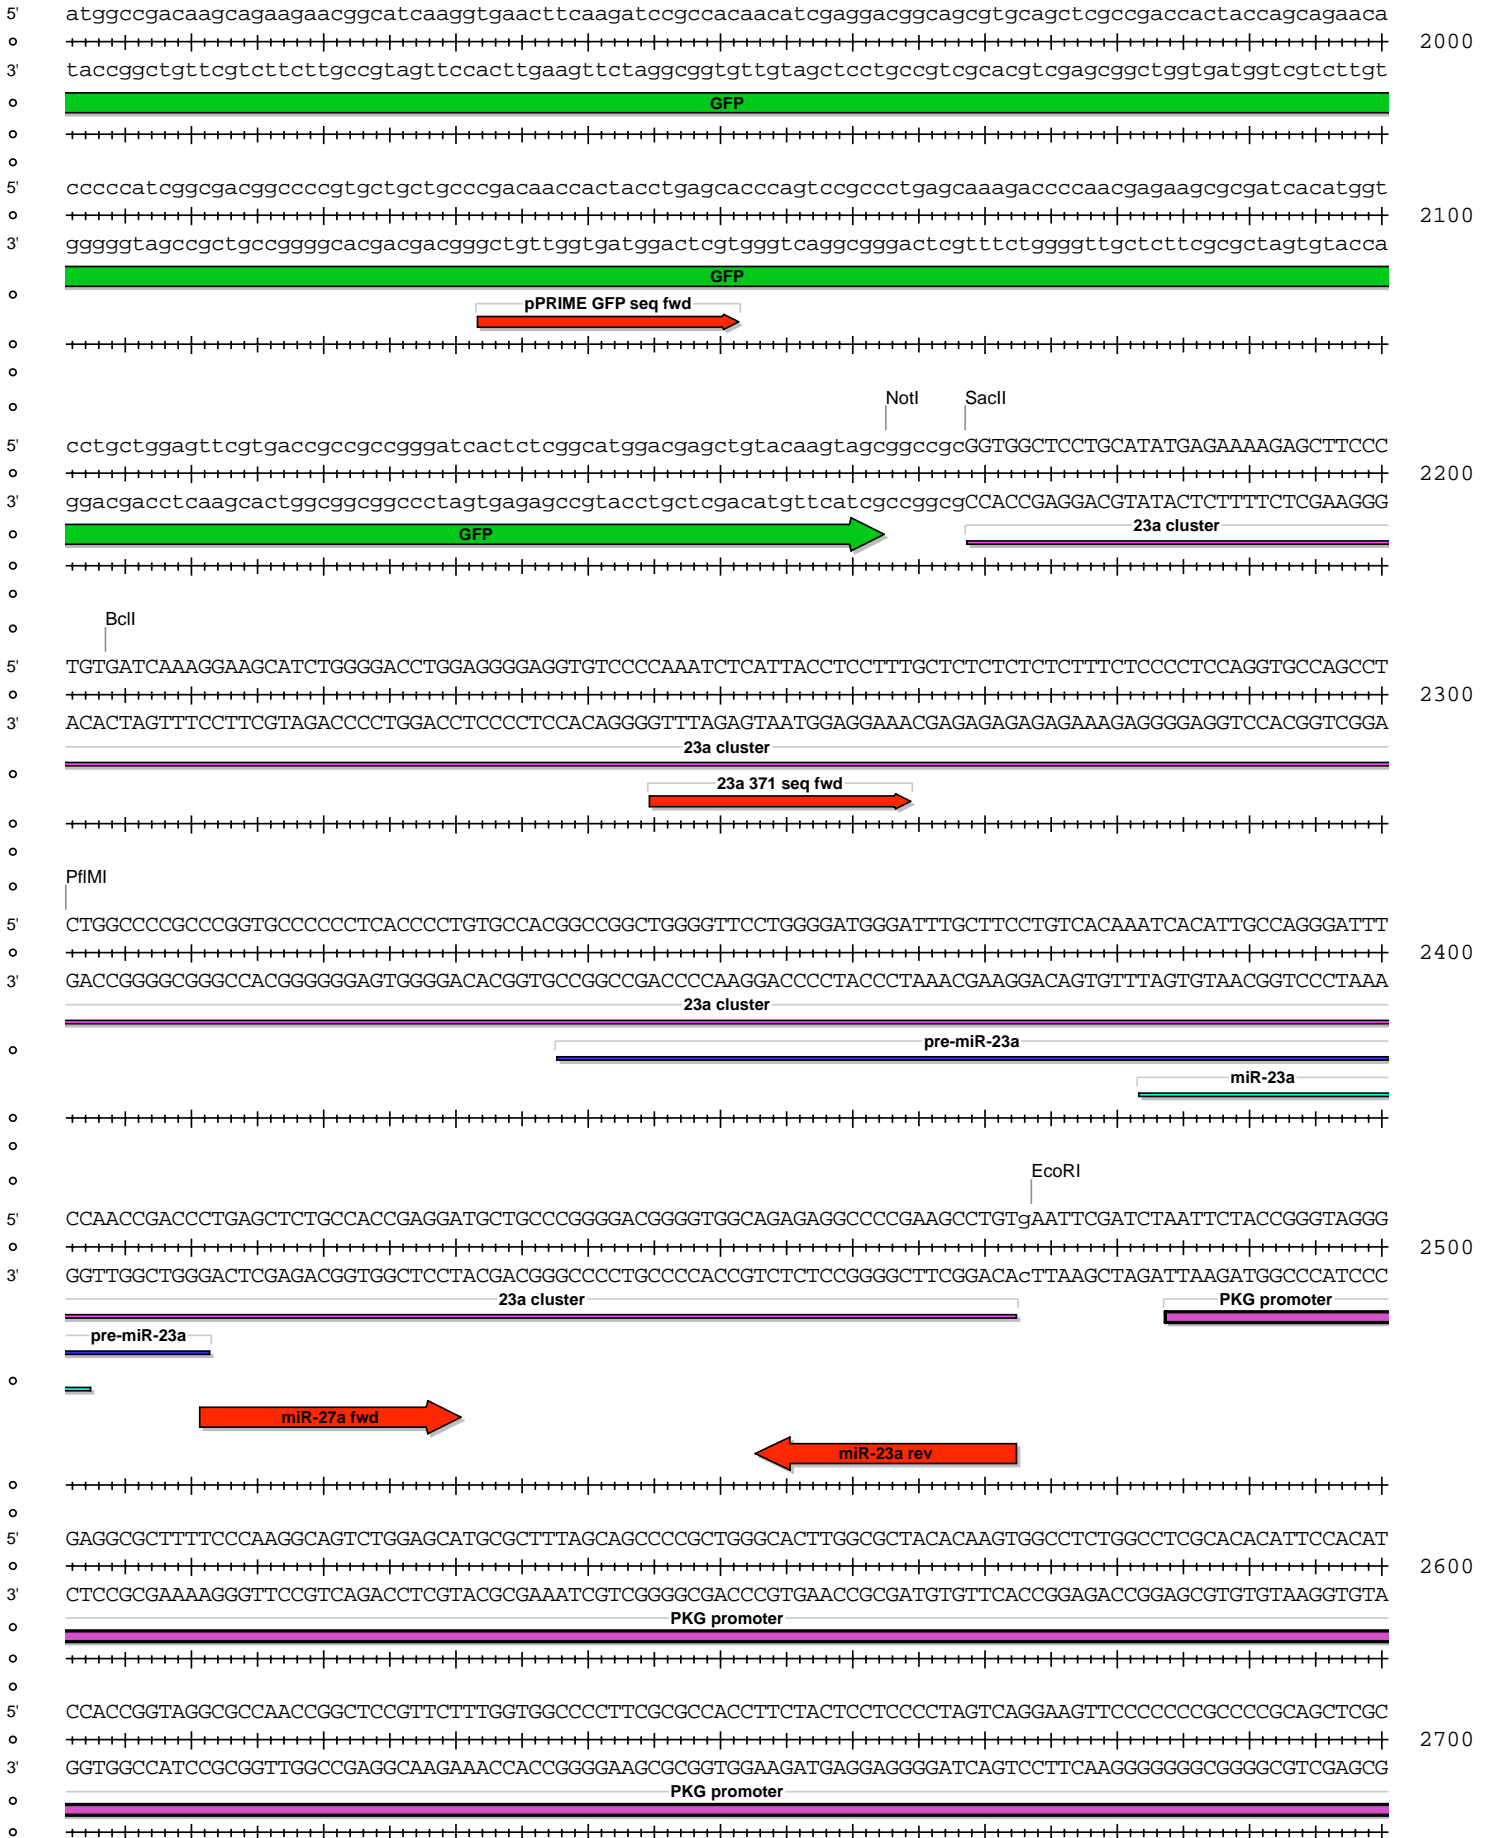 5' atggccgacaagcagaagaacggcatcaaggtgaacttcaagatccgccacaacatcgaggacggcagcgtgcagctcgccgaccactaccagcagaaca
2000
3' taccggctgttcgtcttcttgccgtagttccacttgaagttctaggcggtgttgtagctcctgccgtcgcacgtcgagcggctggtgatggtcgtcttgt
GFP
5' cccccatcggcgacggccccgtgctgctgcccgacaaccactacctgagcacccagtccgccctgagcaaagaccccaacgagaagcgcgatcacatggt
2100
3' gggggtagccgctgccggggcacgacgacgggctgttggtgatggactcgtgggtcaggcgggactcgtttctggggttgctcttcgcgctagtgtacca
GFP
pPRIME GFP seq fwd
NotI SacII
5' cctgctggagttcgtgaccgccgccgggatcactctcggcatggacgagctgtacaagtagcggccgcGGTGGCTCCTGCATATGAGAAAAGAGCTTCCC
2200
3' ggacgacctcaagcactggcggcggccctagtgagagccgtacctgctcgacatgttcatcgccggcgCCACCGAGGACGTATACTCTTTTCTCGAAGGG
23a cluster
GFP
BclI
5' TGTGATCAAAGGAAGCATCTGGGGACCTGGAGGGGAGGTGTCCCCAAATCTCATTACCTCCTTTGCTCTCTCTCTCTTTCTCCCCTCCAGGTGCCAGCCT
2300
3' ACACTAGTTTCCTTCGTAGACCCCTGGACCTCCCCTCCACAGGGGTTTAGAGTAATGGAGGAAACGAGAGAGAGAGAAAGAGGGGAGGTCCACGGTCGGA
23a cluster
23a 371 seq fwd
PflMI
5' CTGGCCCCGCCCGGTGCCCCCCTCACCCCTGTGCCACGGCCGGCTGGGGTTCCTGGGGATGGGATTTGCTTCCTGTCACAAATCACATTGCCAGGGATTT
2400
3' GACCGGGGCGGGCCACGGGGGGAGTGGGGACACGGTGCCGGCCGACCCCAAGGACCCCTACCCTAAACGAAGGACAGTGTTTAGTGTAACGGTCCCTAAA
23a cluster
pre-miR-23a
miR-23a
EcoRI
5' CCAACCGACCCTGAGCTCTGCCACCGAGGATGCTGCCCGGGGACGGGGTGGCAGAGAGGCCCCGAAGCCTGTgAATTCGATCTAATTCTACCGGGTAGGG
2500
3' GGTTGGCTGGGACTCGAGACGGTGGCTCCTACGACGGGCCCCTGCCCCACCGTCTCTCCGGGGCTTCGGACAcTTAAGCTAGATTAAGATGGCCCATCCC
23a cluster PKG promoter
pre-miR-23a
miR-27a fwd
miR-23a rev
5' GAGGCGCTTTTCCCAAGGCAGTCTGGAGCATGCGCTTTAGCAGCCCCGCTGGGCACTTGGCGCTACACAAGTGGCCTCTGGCCTCGCACACATTCCACAT
2600
3' CTCCGCGAAAAGGGTTCCGTCAGACCTCGTACGCGAAATCGTCGGGGCGACCCGTGAACCGCGATGTGTTCACCGGAGACCGGAGCGTGTGTAAGGTGTA
PKG promoter
5' CCACCGGTAGGCGCCAACCGGCTCCGTTCTTTGGTGGCCCCTTCGCGCCACCTTCTACTCCTCCCCTAGTCAGGAAGTTCCCCCCCGCCCCGCAGCTCGC
2700
3' GGTGGCCATCCGCGGTTGGCCGAGGCAAGAAACCACCGGGGAAGCGCGGTGGAAGATGAGGAGGGGATCAGTCCTTCAAGGGGGGGCGGGGCGTCGAGCG
PKG promoter